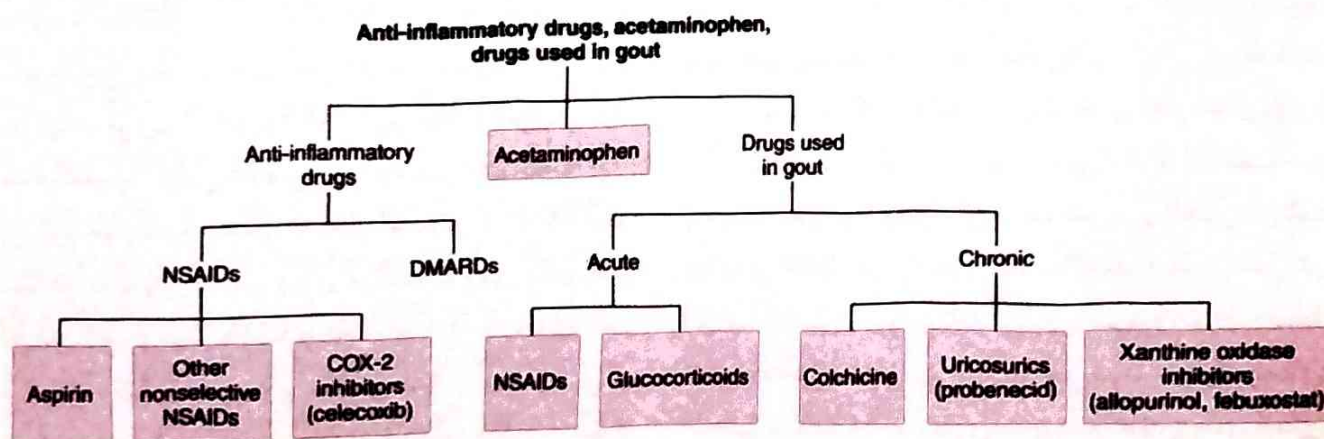 Anti-inflammatory drugs, acetaminophen,
drugs used in gout
Anti-inflammatory
drugs
Acetaminophen
Drugs used
in gout
NSAIDs
DMARDs
Acute
Chronic
Aspirin
Other
nonselective
NSAIDs
COX-2
inhibitors
(celecoxib)
NSAIDs
Glucocorticoids
Colchicine
Uricosurics
(probenecid)
Xanthine oxidase
inhibitors
(allopurinol, febuxostat)